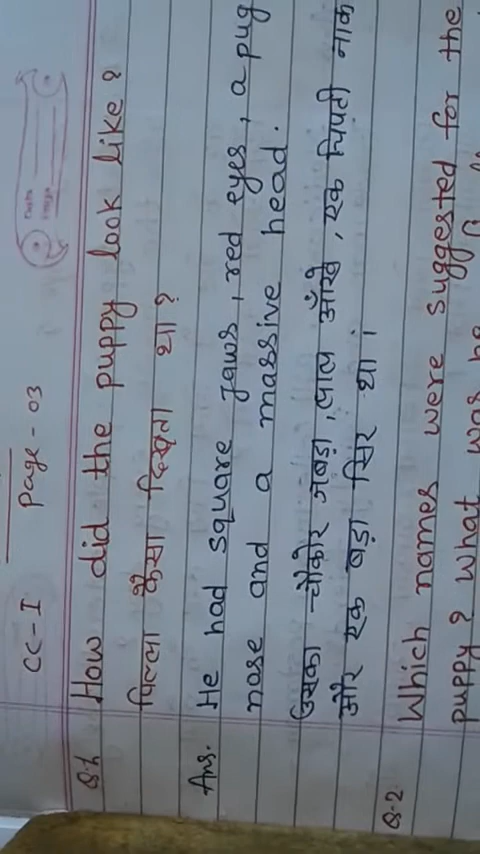 CC-I Page-03
Q.1 How did the puppy look like?
पिल्ला कैसा दिखता था?
Ans. He had square jaws, red eyes, a pug
nose and a massive head.
उसका चौकोर जबड़ा, लाल आँखे, एक चिपटी नाक
और एक बड़ा सिर था।
Q-2 Which names were suggested for the
puppy & what was he